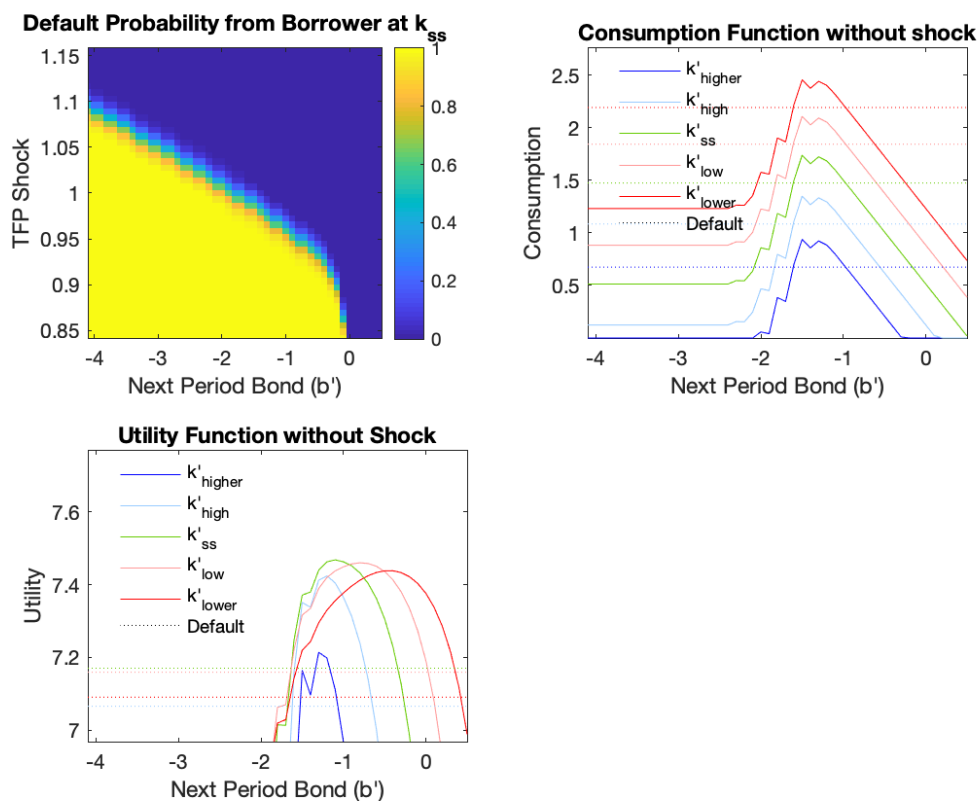 Default Probability from Borrower at k_ss
1.15
1.1
1.05
1
0.95
0.9
0.85
TFP Shock
-4 -3 -2 -1 0
Next Period Bond (b')
1
0.8
0.6
0.4
0.2
0
Consumption Function without shock
2.5
2
1.5
1
0.5
Consumption
k'_higher
k'_high
k'_ss
k'_low
k'_lower
Default
-4 -3 -2 -1 0
Next Period Bond (b')
Utility Function without Shock
7.6
7.4
7.2
7
Utility
k'_higher
k'_high
k'_ss
k'_low
k'_lower
Default
-4 -3 -2 -1 0
Next Period Bond (b')